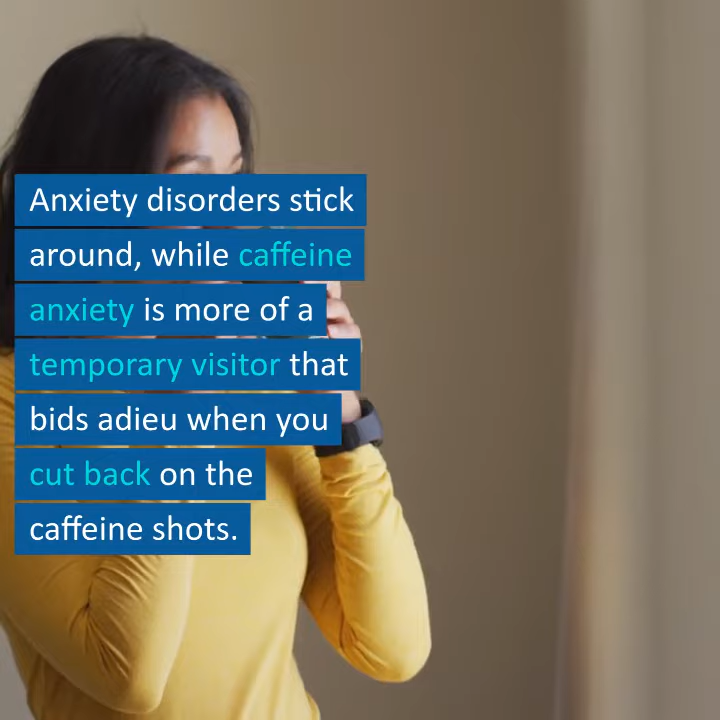 Anxiety disorders stick
around, while caffeine
anxiety is more of a
temporary visitor that
bids adieu when you
cut back on the
caffeine shots.